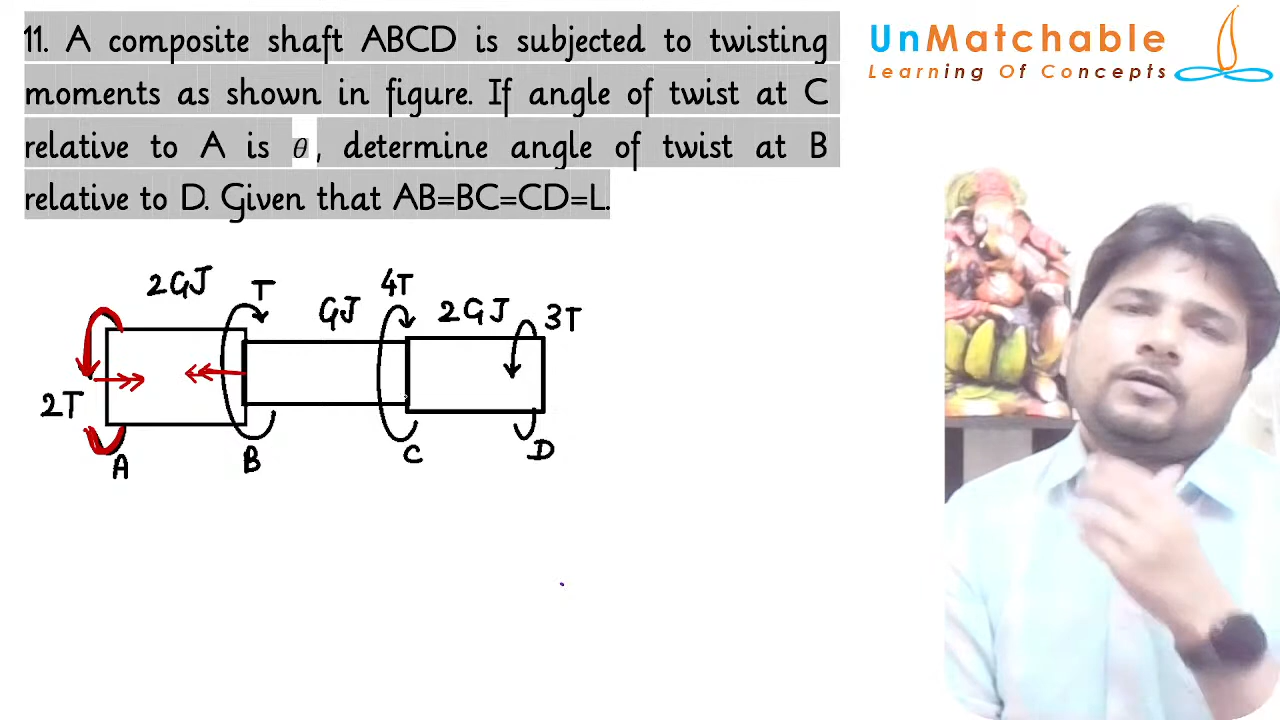 11. A composite shaft ABCD is subjected to twisting
moments as shown in figure. If angle of twist at C
relative to A is θ, determine angle of twist at B
relative to D. Given that AB=BC=CD=L.
UnMatchable
Learning Of Concepts
2GJ
T
GJ
4T
2GJ
3T
2T
A
B
C
D